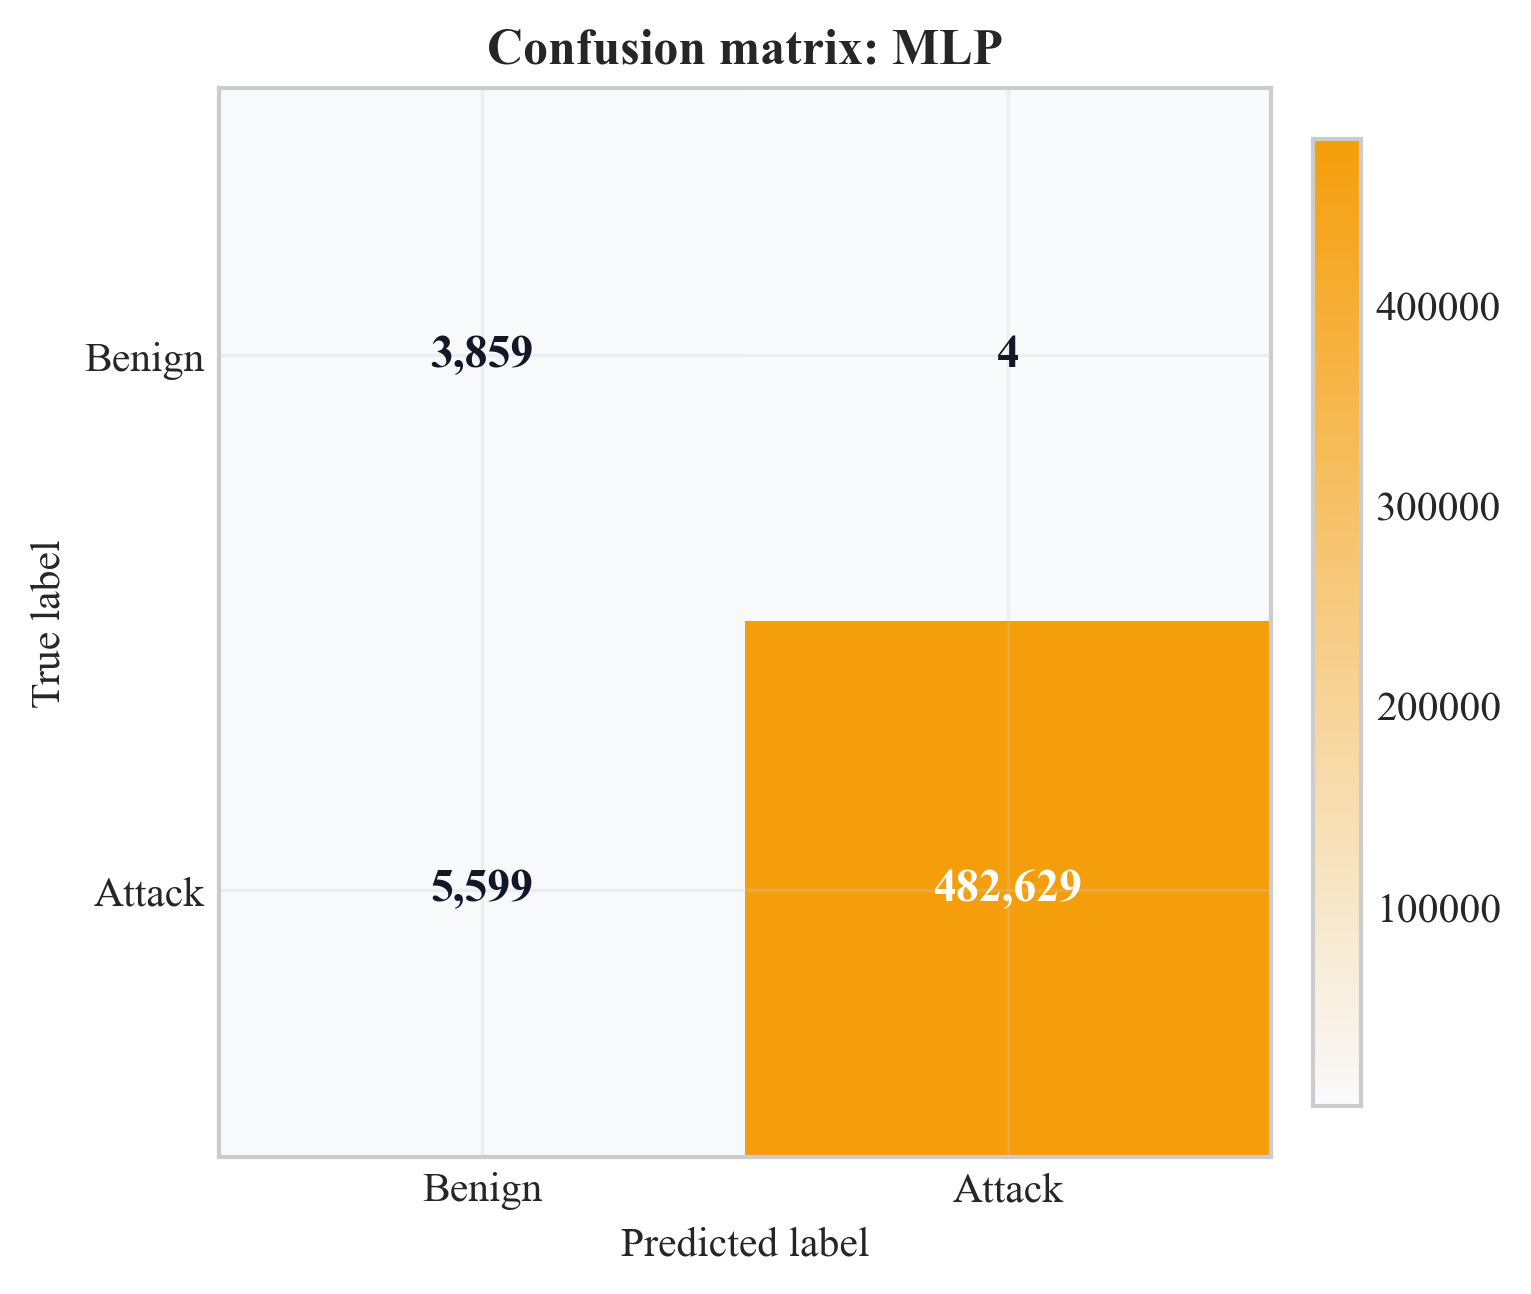 Confusion matrix: MLP
Benign
3,859
4
Attack
5,599
482,629
True label
Benign
Attack
Predicted label
400000
300000
200000
100000